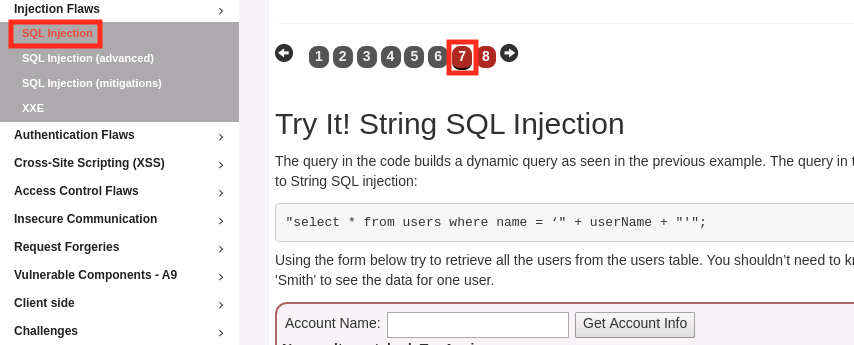 Injection Flaws
SQL Injection
SQL Injection (advanced)
SQL Injection (mitigations)
XXE
Authentication Flaws
Cross-Site Scripting (XSS)
Access Control Flaws
Insecure Communication
Request Forgeries
Vulnerable Components - A9
Client side
Challenges
1 2 3 4 5 6 7 8
Try It! String SQL Injection
The query in the code builds a dynamic query as seen in the previous example. The query in
to String SQL injection:
"select * from users where name = ‘" + userName + "'";
Using the form below try to retrieve all the users from the users table. You shouldn’t need to
'Smith' to see the data for one user.
Account Name: Get Account Info